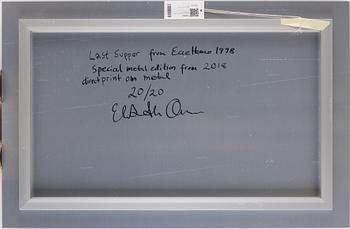 Last Supper from Ecce Homo 1998
Special metal edition from 2018
direct print on metal
20/20